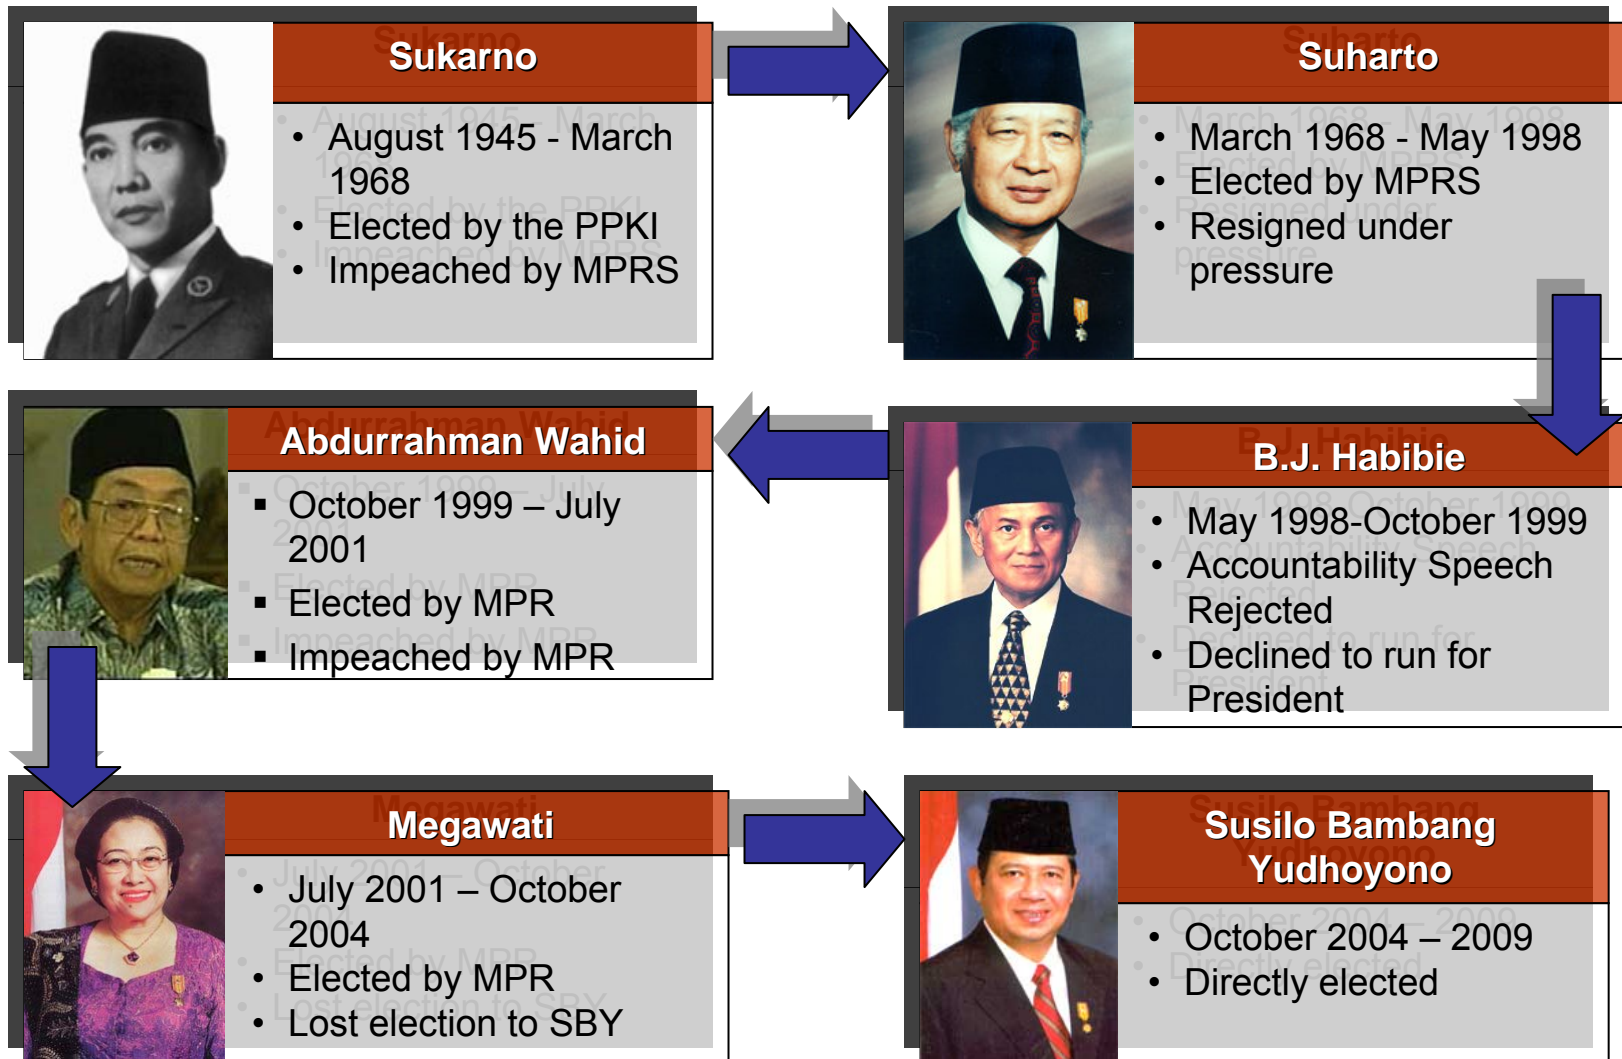 Sukarno
• August 1945 - March
1968
• Elected by the PPKI
• Impeached by MPRS
Suharto
• March 1968 - May 1998
• Elected by MPRS
• Resigned under
pressure
B.J. Habibie
• May 1998-October 1999
• Accountability Speech
Rejected
• Declined to run for
President
Abdurrahman Wahid
▪ October 1999 – July
2001
▪ Elected by MPR
▪ Impeached by MPR
Megawati
• July 2001 – October
2004
• Elected by MPR
• Lost election to SBY
Susilo Bambang
Yudhoyono
• October 2004 – 2009
• Directly elected